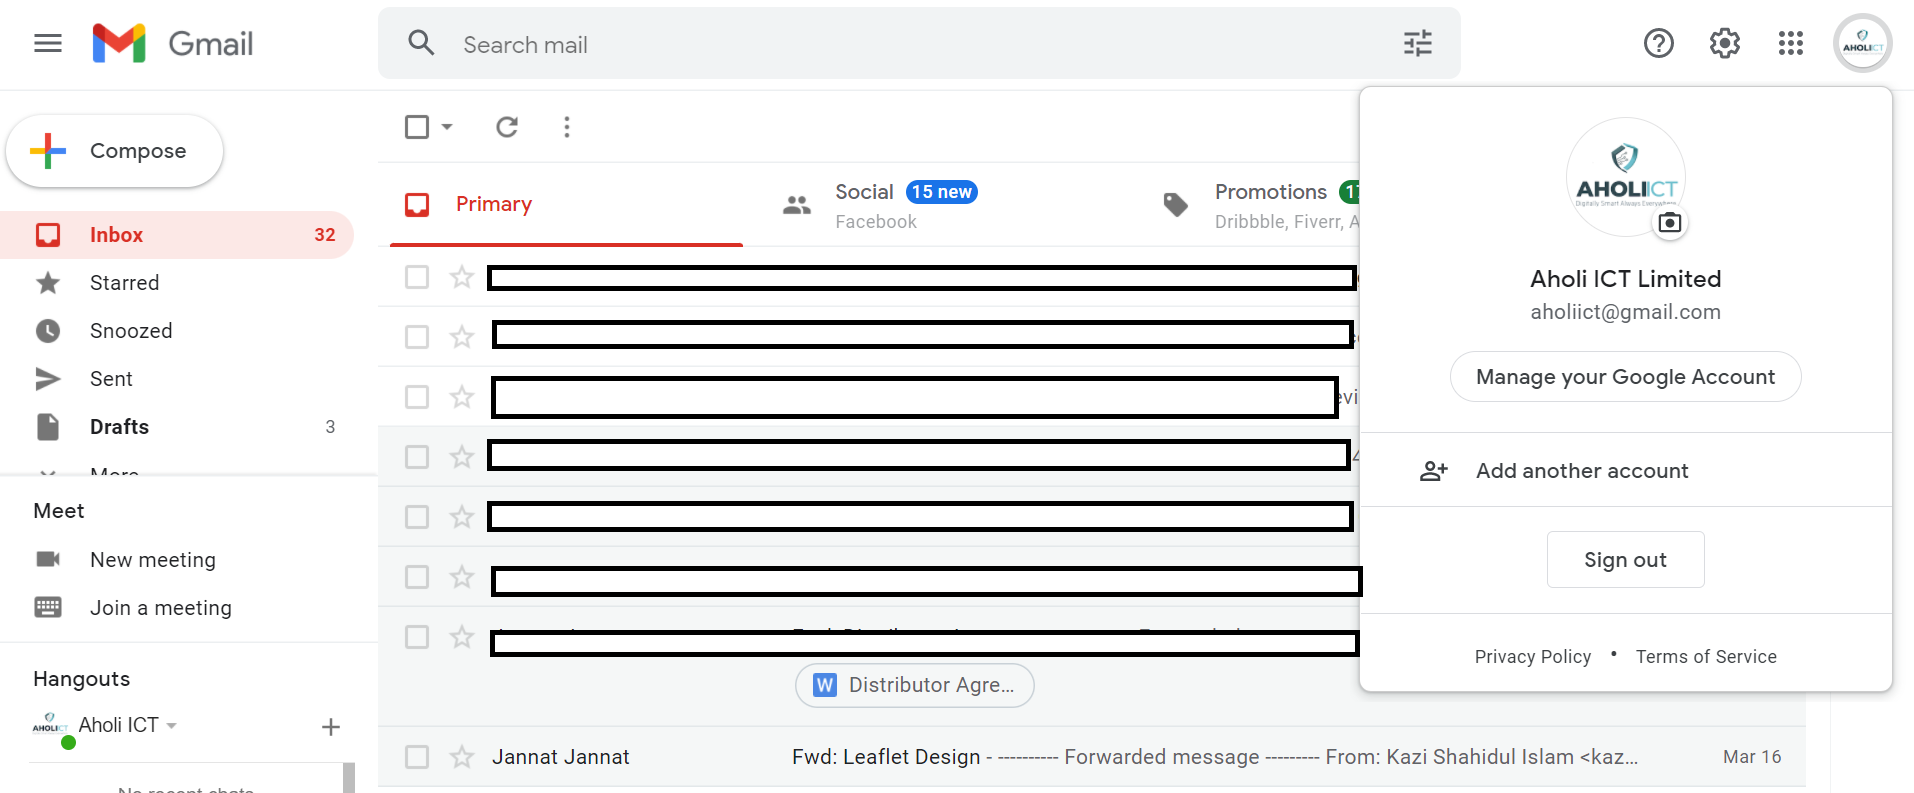 Gmail
Search mail
AHOLIICT
Compose
Primary
Social 15 new
Facebook
Promotions
Dribbble, Fiverr, A
AHOLIICT
Digitally Smart Always Everywhere
Inbox 32
Starred
Snoozed
Sent
Drafts 3
More
Aholi ICT Limited
aholiict@gmail.com
Manage your Google Account
Add another account
Sign out
Privacy Policy • Terms of Service
Meet
New meeting
Join a meeting
Hangouts
AHOLIICT
Aholi ICT
No recent chats
W Distributor Agre...
Jannat Jannat Fwd: Leaflet Design - ---------- Forwarded message --------- From: Kazi Shahidul Islam <kaz... Mar 16